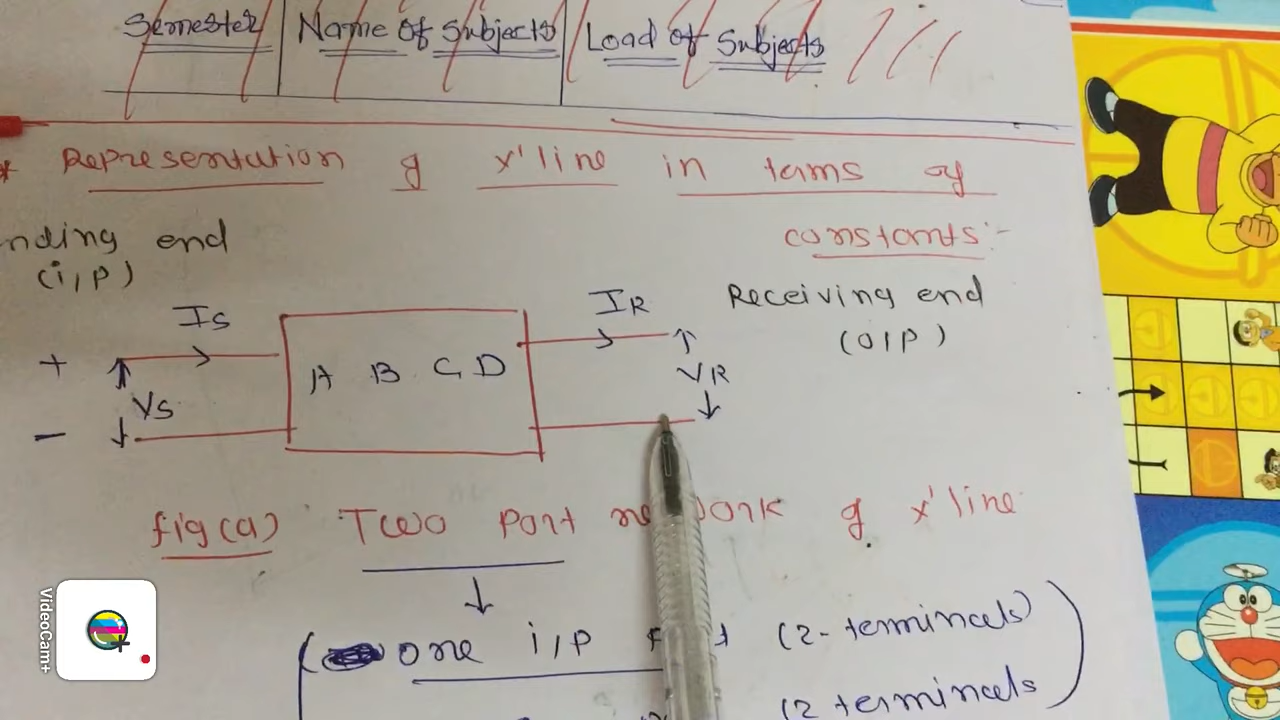 Semester Name Of Subjects Load of Subjects
* Representation of x'line in terms of
constants:-
nding end
(i/p)
Receiving end
(O/P)
IS
IR
+
A B C D
VR
VS
-
fig(a) Two Port of x'line
one i/p (2-terminals)
(2 terminals
VideoCam+